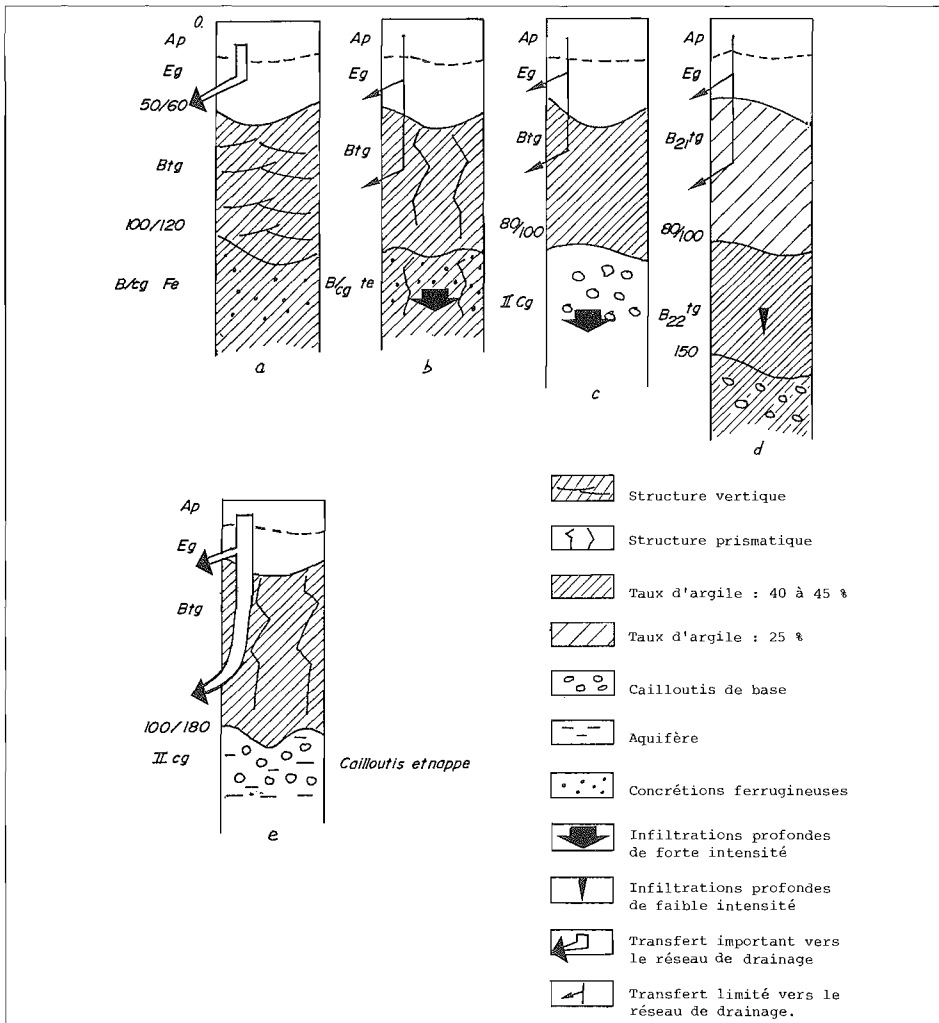 0.
Ap
Eg
50/60
Btg
100/120
B/cg Fe
a
Ap
Eg
Btg
B/cg te
b
Ap
Eg
Btg
80/100
II Cg
c
Ap
Eg
B21tg
80/100
B22tg
150
d
Ap
Eg
Btg
100/180
II cg
Cailloutis et nappe
e
Structure vertique
Structure prismatique
Taux d'argile : 40 à 45 %
Taux d'argile : 25 %
Cailloutis de base
Aquifère
Concrétions ferrugineuses
Infiltrations profondes
de forte intensité
Infiltrations profondes
de faible intensité
Transfert important vers
le réseau de drainage
Transfert limité vers le
réseau de drainage.